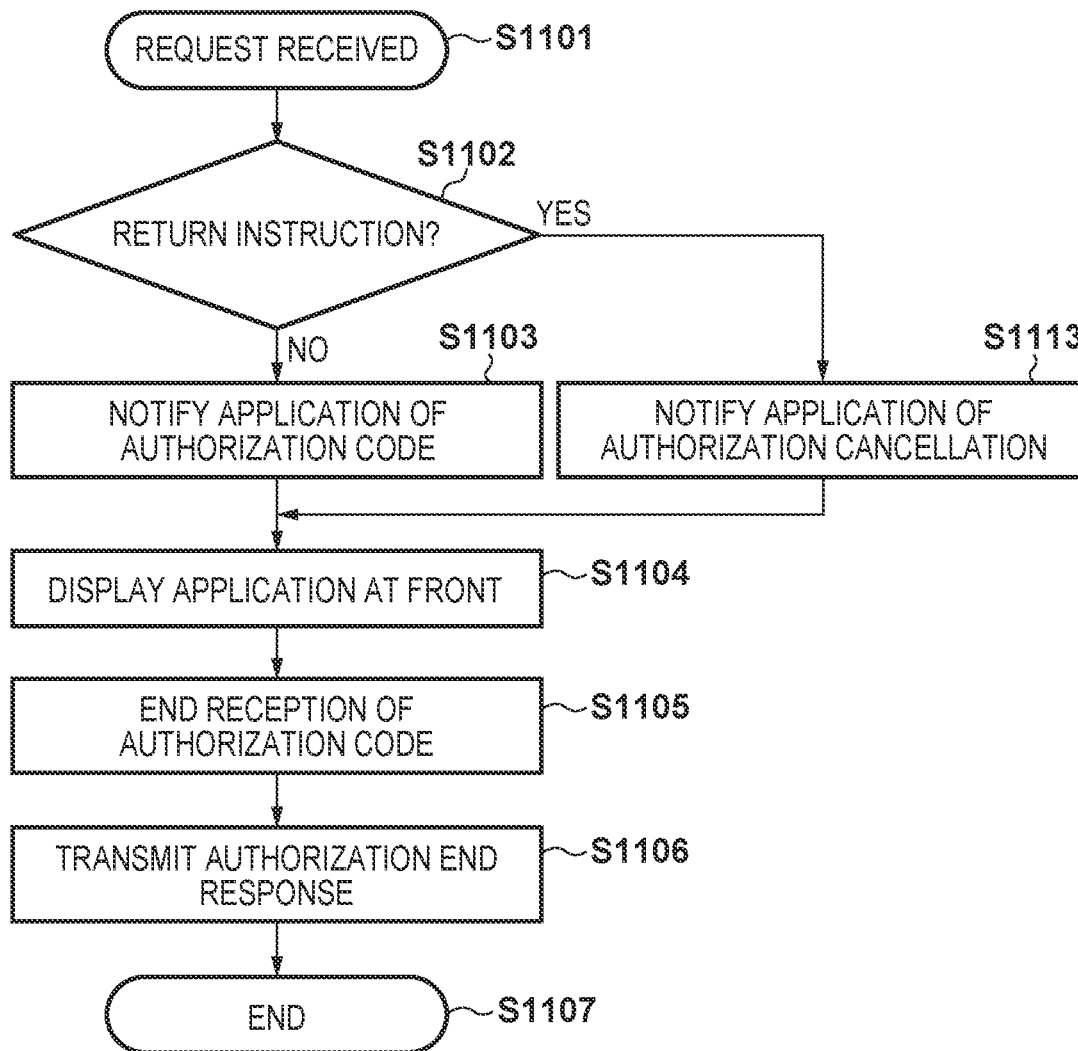 REQUEST RECEIVED
S1101
S1102
RETURN INSTRUCTION?
YES
NO
S1103
S1113
NOTIFY APPLICATION OF
AUTHORIZATION CODE
NOTIFY APPLICATION OF
AUTHORIZATION CANCELLATION
DISPLAY APPLICATION AT FRONT
S1104
END RECEPTION OF
AUTHORIZATION CODE
S1105
TRANSMIT AUTHORIZATION END
RESPONSE
S1106
END
S1107